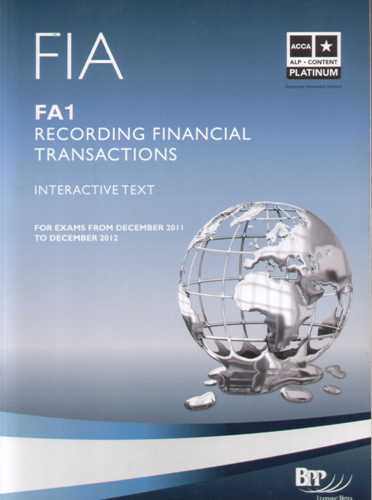 FIA
ACCA
ALP • CONTENT
PLATINUM
FA1
RECORDING FINANCIAL
TRANSACTIONS
INTERACTIVE TEXT
FOR EXAMS FROM DECEMBER 2011
TO DECEMBER 2012
BPP